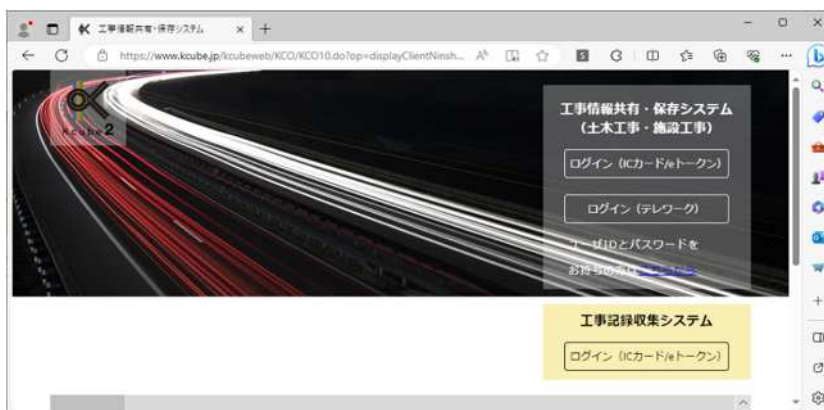 工事情報共有・保存システム
https://www.kcube.jp/kcubeweb/KCO/KCO10.do?op=displayClientNinsh...
Kcube2
工事情報共有・保存システム
(土木工事・施設工事)
ログイン (ICカード/eトークン)
ログイン (テレワーク)
ユーザIDとパスワードを
お持ちの方は
工事記録収集システム
ログイン (ICカード/eトークン)